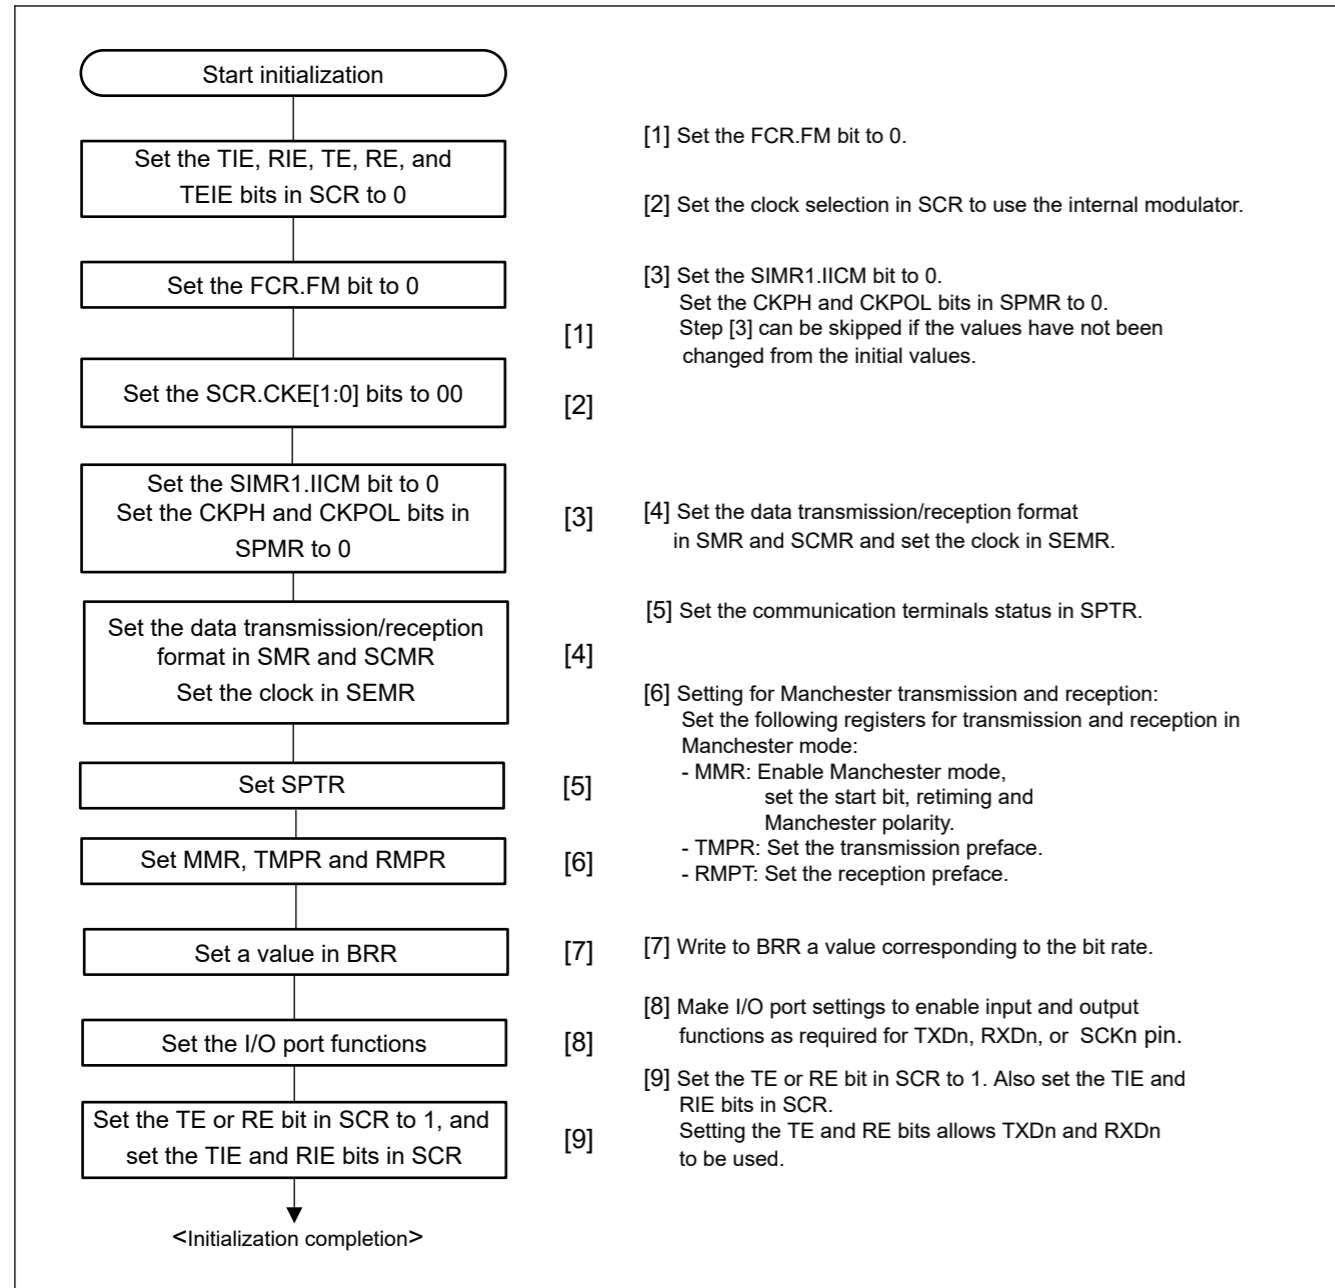 Start initialization
Set the TIE, RIE, TE, RE, and
TEIE bits in SCR to 0
Set the FCR.FM bit to 0
[1]
Set the SCR.CKE[1:0] bits to 00
[2]
Set the SIMR1.IICM bit to 0
Set the CKPH and CKPOL bits in
SPMR to 0
[3]
Set the data transmission/reception
format in SMR and SCMR
Set the clock in SEMR
[4]
Set SPTR
[5]
Set MMR, TMPR and RMPR
[6]
Set a value in BRR
[7]
Set the I/O port functions
[8]
Set the TE or RE bit in SCR to 1, and
set the TIE and RIE bits in SCR
[9]
<Initialization completion>
[1] Set the FCR.FM bit to 0.
[2] Set the clock selection in SCR to use the internal modulator.
[3] Set the SIMR1.IICM bit to 0.
Set the CKPH and CKPOL bits in SPMR to 0.
Step [3] can be skipped if the values have not been
changed from the initial values.
[4] Set the data transmission/reception format
in SMR and SCMR and set the clock in SEMR.
[5] Set the communication terminals status in SPTR.
[6] Setting for Manchester transmission and reception:
Set the following registers for transmission and reception in
Manchester mode:
- MMR: Enable Manchester mode,
set the start bit, retiming and
Manchester polarity.
- TMPR: Set the transmission preface.
- RMPT: Set the reception preface.
[7] Write to BRR a value corresponding to the bit rate.
[8] Make I/O port settings to enable input and output
functions as required for TXDn, RXDn, or SCKn pin.
[9] Set the TE or RE bit in SCR to 1. Also set the TIE and
RIE bits in SCR.
Setting the TE and RE bits allows TXDn and RXDn
to be used.